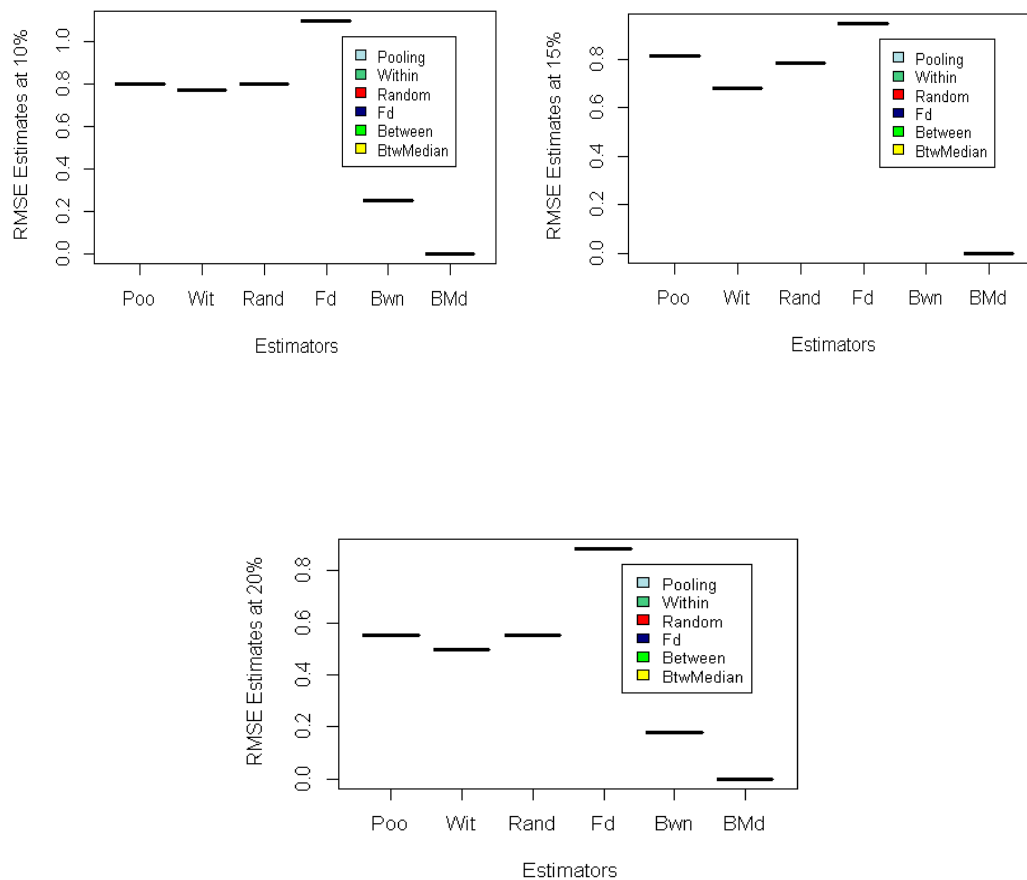 RMSE Estimates at 10%
0.0 0.2 0.4 0.6 0.8 1.0
Pooling
Within
Random
Fd
Between
BtwMedian
Poo Wit Rand Fd Bwn BMd
Estimators
RMSE Estimates at 15%
0.0 0.2 0.4 0.6 0.8
Pooling
Within
Random
Fd
Between
BtwMedian
Poo Wit Rand Fd Bwn BMd
Estimators
RMSE Estimates at 20%
0.0 0.2 0.4 0.6 0.8
Pooling
Within
Random
Fd
Between
BtwMedian
Poo Wit Rand Fd Bwn BMd
Estimators